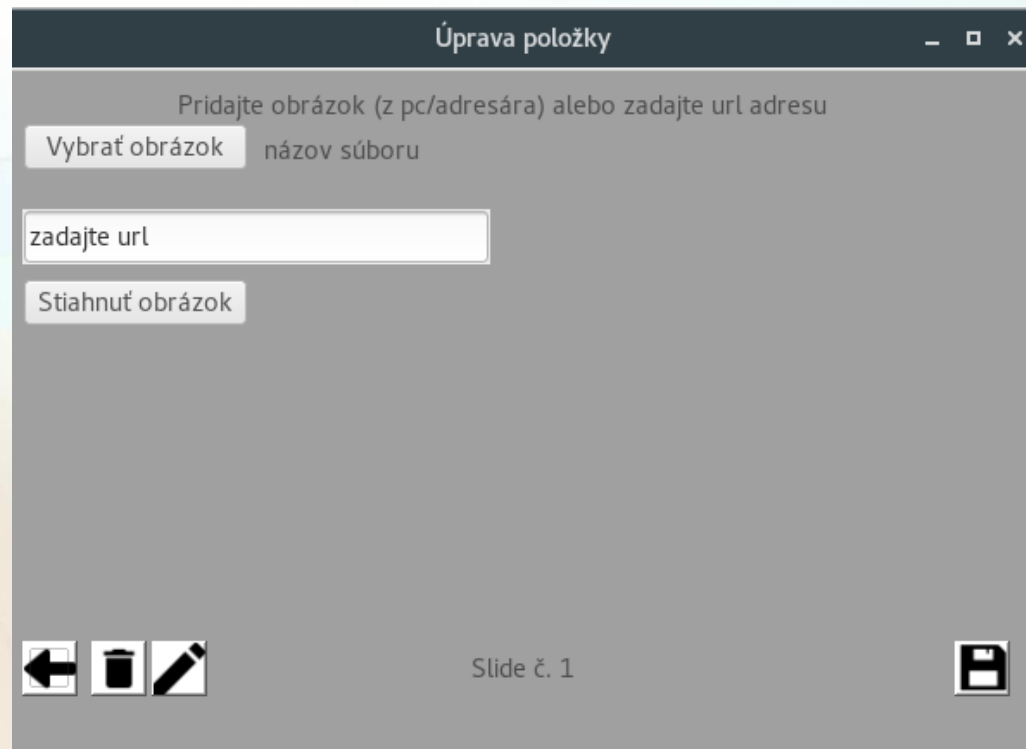 Úprava položky
Pridajte obrázok (z pc/adresára) alebo zadajte url adresu
Vybrať obrázok názov súboru
zadajte url
Stiahnuť obrázok
Slide č. 1